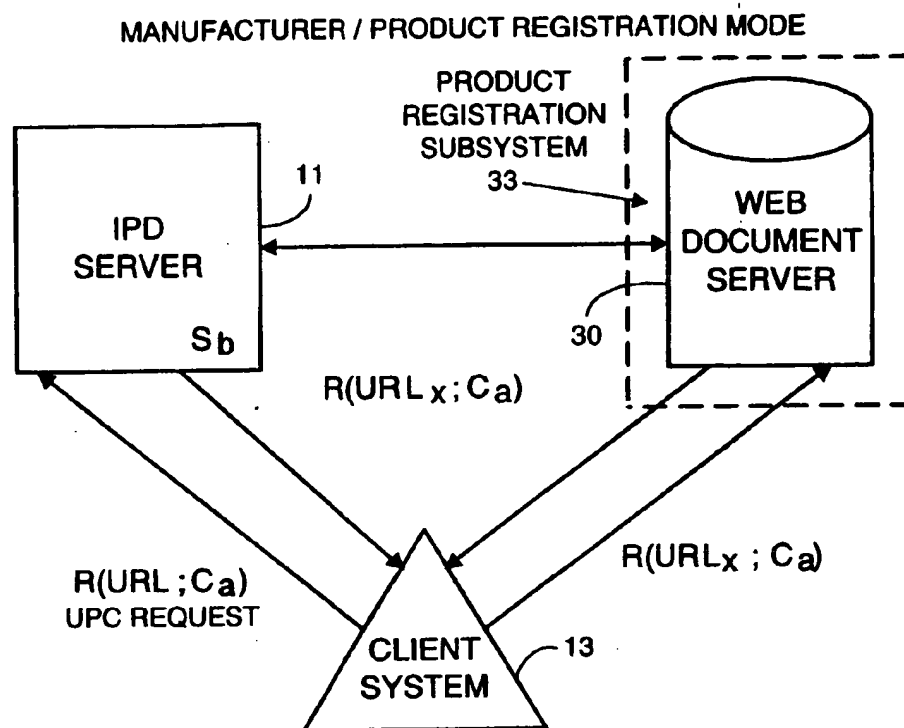 MANUFACTURER / PRODUCT REGISTRATION MODE
PRODUCT
REGISTRATION
SUBSYSTEM
33
11
IPD
SERVER
Sb
WEB
DOCUMENT
SERVER
30
R(URLx ; Ca)
R(URL ; Ca)
UPC REQUEST
R(URLx ; Ca)
CLIENT
SYSTEM
13